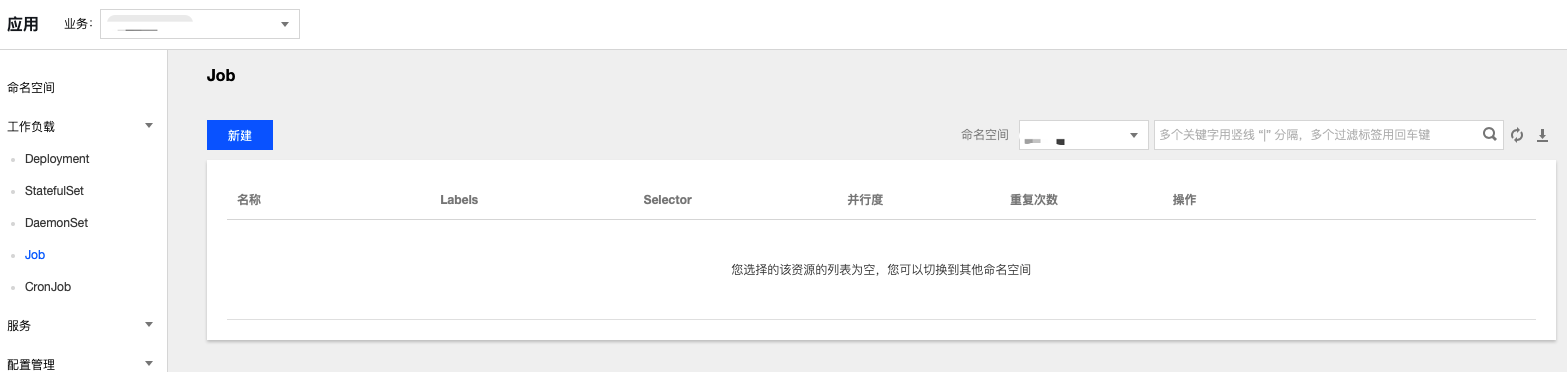 应用 业务：
命名空间
工作负载
Deployment
StatefulSet
DaemonSet
Job
CronJob
服务
配置管理
Job
新建 命名空间 多个关键字用竖线 “|” 分隔，多个过滤标签用回车键
名称 Labels Selector 并行度 重复次数 操作
您选择的该资源的列表为空，您可以切换到其他命名空间